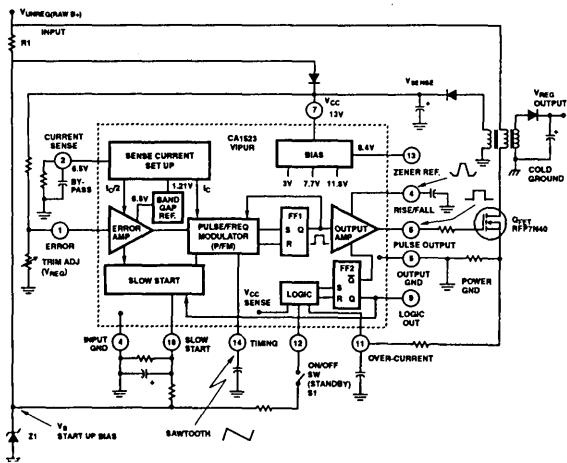 VUNREG(RAW B+)
INPUT
R1
VSENSE
VREG
OUTPUT
VCC
7
13V
CURRENT
SENSE
2
6.5V
BY-
PASS
CA1523
VIPUR
SENSE CURRENT
SET UP
BIAS
8.4V
13
ZENER REF.
3V
7.7V
11.8V
COLD
GROUND
IC/2
6.8V
1.21V
IC
BAND
GAP
REF.
4
RISE/FALL
1
ERROR
ERROR
AMP
PULSE/FREQ
MODULATOR
(P/FM)
FF1
S
Q
R
OUTPUT
AMP
6
PULSE OUTPUT
QFET
RFP7N40
TRIM ADJ
(VREG)
SLOW START
FF2
Q
S
R
Q
5
OUTPUT
GND
POWER
GND
VCC
SENSE
LOGIC
9
LOGIC
OUT
INPUT
GND
4
16
SLOW
START
14
TIMING
12
11
OVER-CURRENT
ON/OFF
SW
(STANDBY)
S1
VS
START UP BIAS
Z1
SAWTOOTH